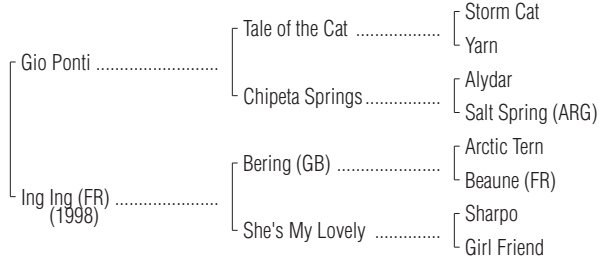 Storm Cat
Tale of the Cat ..................
Yarn
Gio Ponti ..........................
Alydar
Chipeta Springs................
Salt Spring (ARG)
Arctic Tern
Bering (GB) ......................
Beaune (FR)
Ing Ing (FR) ......................
(1998)
Sharpo
She's My Lovely ..............
Girl Friend